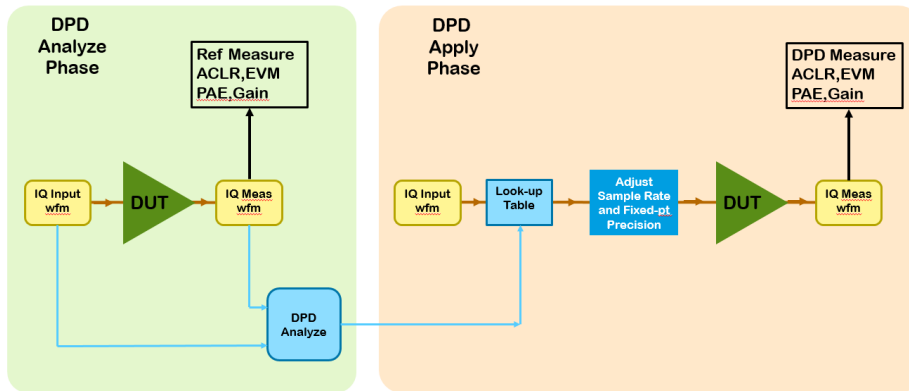 DPD
Analyze
Phase
Ref Measure
ACLR,EVM
PAE,Gain
IQ Input
wfm
DUT
IQ Meas
wfm
DPD
Analyze
DPD
Apply
Phase
DPD Measure
ACLR,EVM
PAE,Gain
IQ Input
wfm
Look-up
Table
Adjust
Sample Rate
and Fixed-pt
Precision
DUT
IQ Meas
wfm